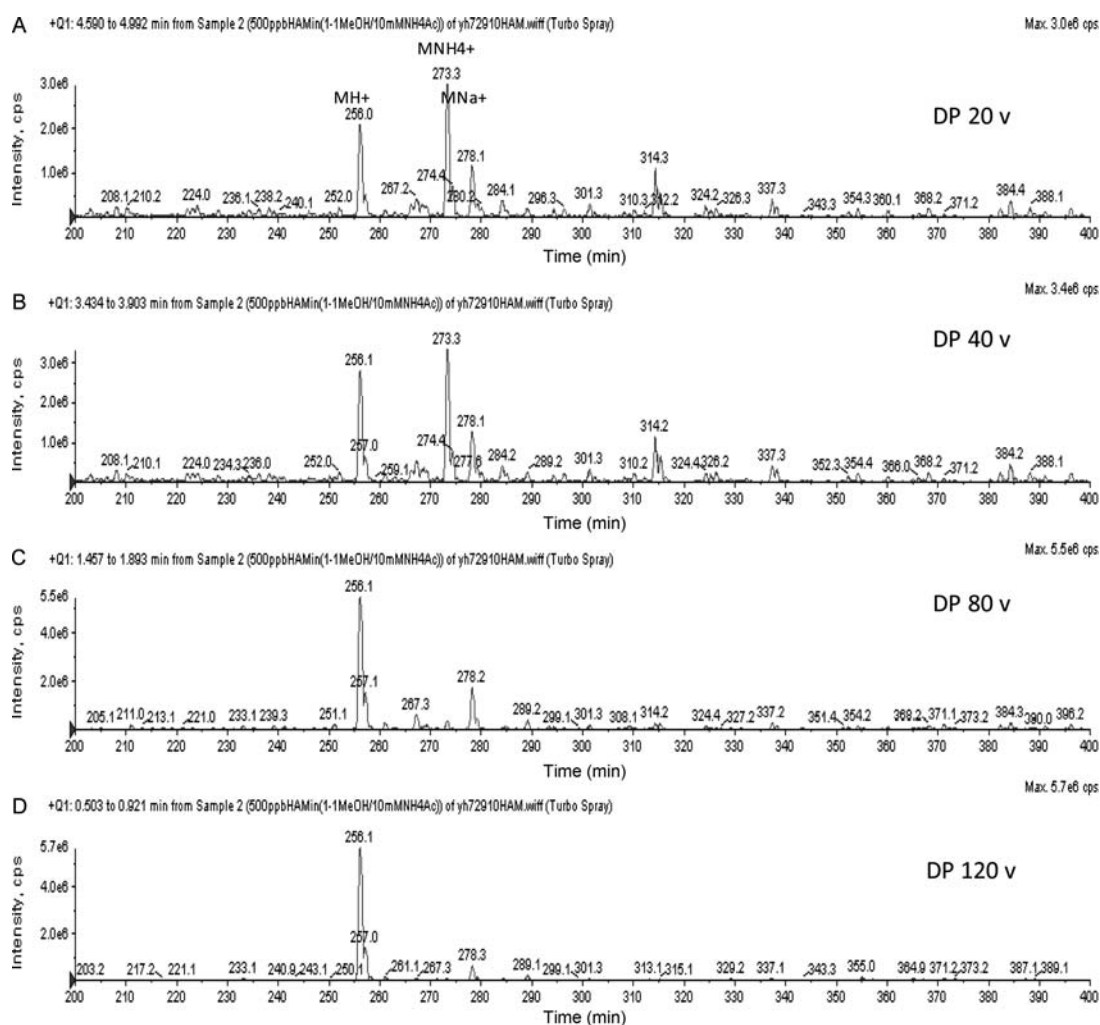 A
+Q1: 4.590 to 4.992 min from Sample 2 (500ppbHAMin(1-1MeOH/10mMNH4Ac)) of yh72910HAM.wiff (Turbo Spray)
Max. 3.0e6 cps
MNH4+
273.3
MH+
MNa+
256.0
DP 20 v
278.1
314.3
267.2
274.4
280.2
208.1
210.2
224.0
236.1
238.2
240.1
252.0
284.1
296.3
301.3
310.3
312.2
324.2
326.3
337.3
343.3
354.3
360.1
368.2
371.2
384.4
388.1
Intensity, cps
3.0e6
2.0e6
1.0e6
200 210 220 230 240 250 260 270 280 290 300 310 320 330 340 350 360 370 380 390 400
Time (min)
B
+Q1: 3.434 to 3.903 min from Sample 2 (500ppbHAMin(1-1MeOH/10mMNH4Ac)) of yh72910HAM.wiff (Turbo Spray)
Max. 3.4e6 cps
DP 40 v
273.3
256.1
278.1
314.2
257.0
274.4
277.6
208.1
210.1
224.0
234.3
236.0
252.0
259.1
284.2
289.2
301.3
310.2
324.4
326.2
337.3
352.3
354.4
366.0
368.2
371.2
384.2
388.1
Intensity, cps
3.0e6
2.0e6
1.0e6
200 210 220 230 240 250 260 270 280 290 300 310 320 330 340 350 360 370 380 390 400
Time (min)
C
+Q1: 1.457 to 1.893 min from Sample 2 (500ppbHAMin(1-1MeOH/10mMNH4Ac)) of yh72910HAM.wiff (Turbo Spray)
Max. 5.5e6 cps
DP 80 v
256.1
257.1
278.2
267.3
205.1
211.0
213.1
221.0
233.1
239.3
251.1
289.2
299.1
301.3
308.1
314.2
324.4
327.2
337.2
351.4
354.2
368.2
371.1
373.2
384.3
390.0
396.2
Intensity, cps
5.5e6
4.0e6
2.0e6
200 210 220 230 240 250 260 270 280 290 300 310 320 330 340 350 360 370 380 390 400
Time (min)
D
+Q1: 0.503 to 0.921 min from Sample 2 (500ppbHAMin(1-1MeOH/10mMNH4Ac)) of yh72910HAM.wiff (Turbo Spray)
Max. 5.7e6 cps
DP 120 v
256.1
257.0
278.3
203.2
217.2
221.1
233.1
240.9
243.1
250.1
261.1
267.3
289.1
299.1
301.3
313.1
315.1
329.2
337.1
343.3
355.0
364.9
371.2
373.2
387.1
389.1
Intensity, cps
5.7e6
4.0e6
2.0e6
200 210 220 230 240 250 260 270 280 290 300 310 320 330 340 350 360 370 380 390 400
Time (min)